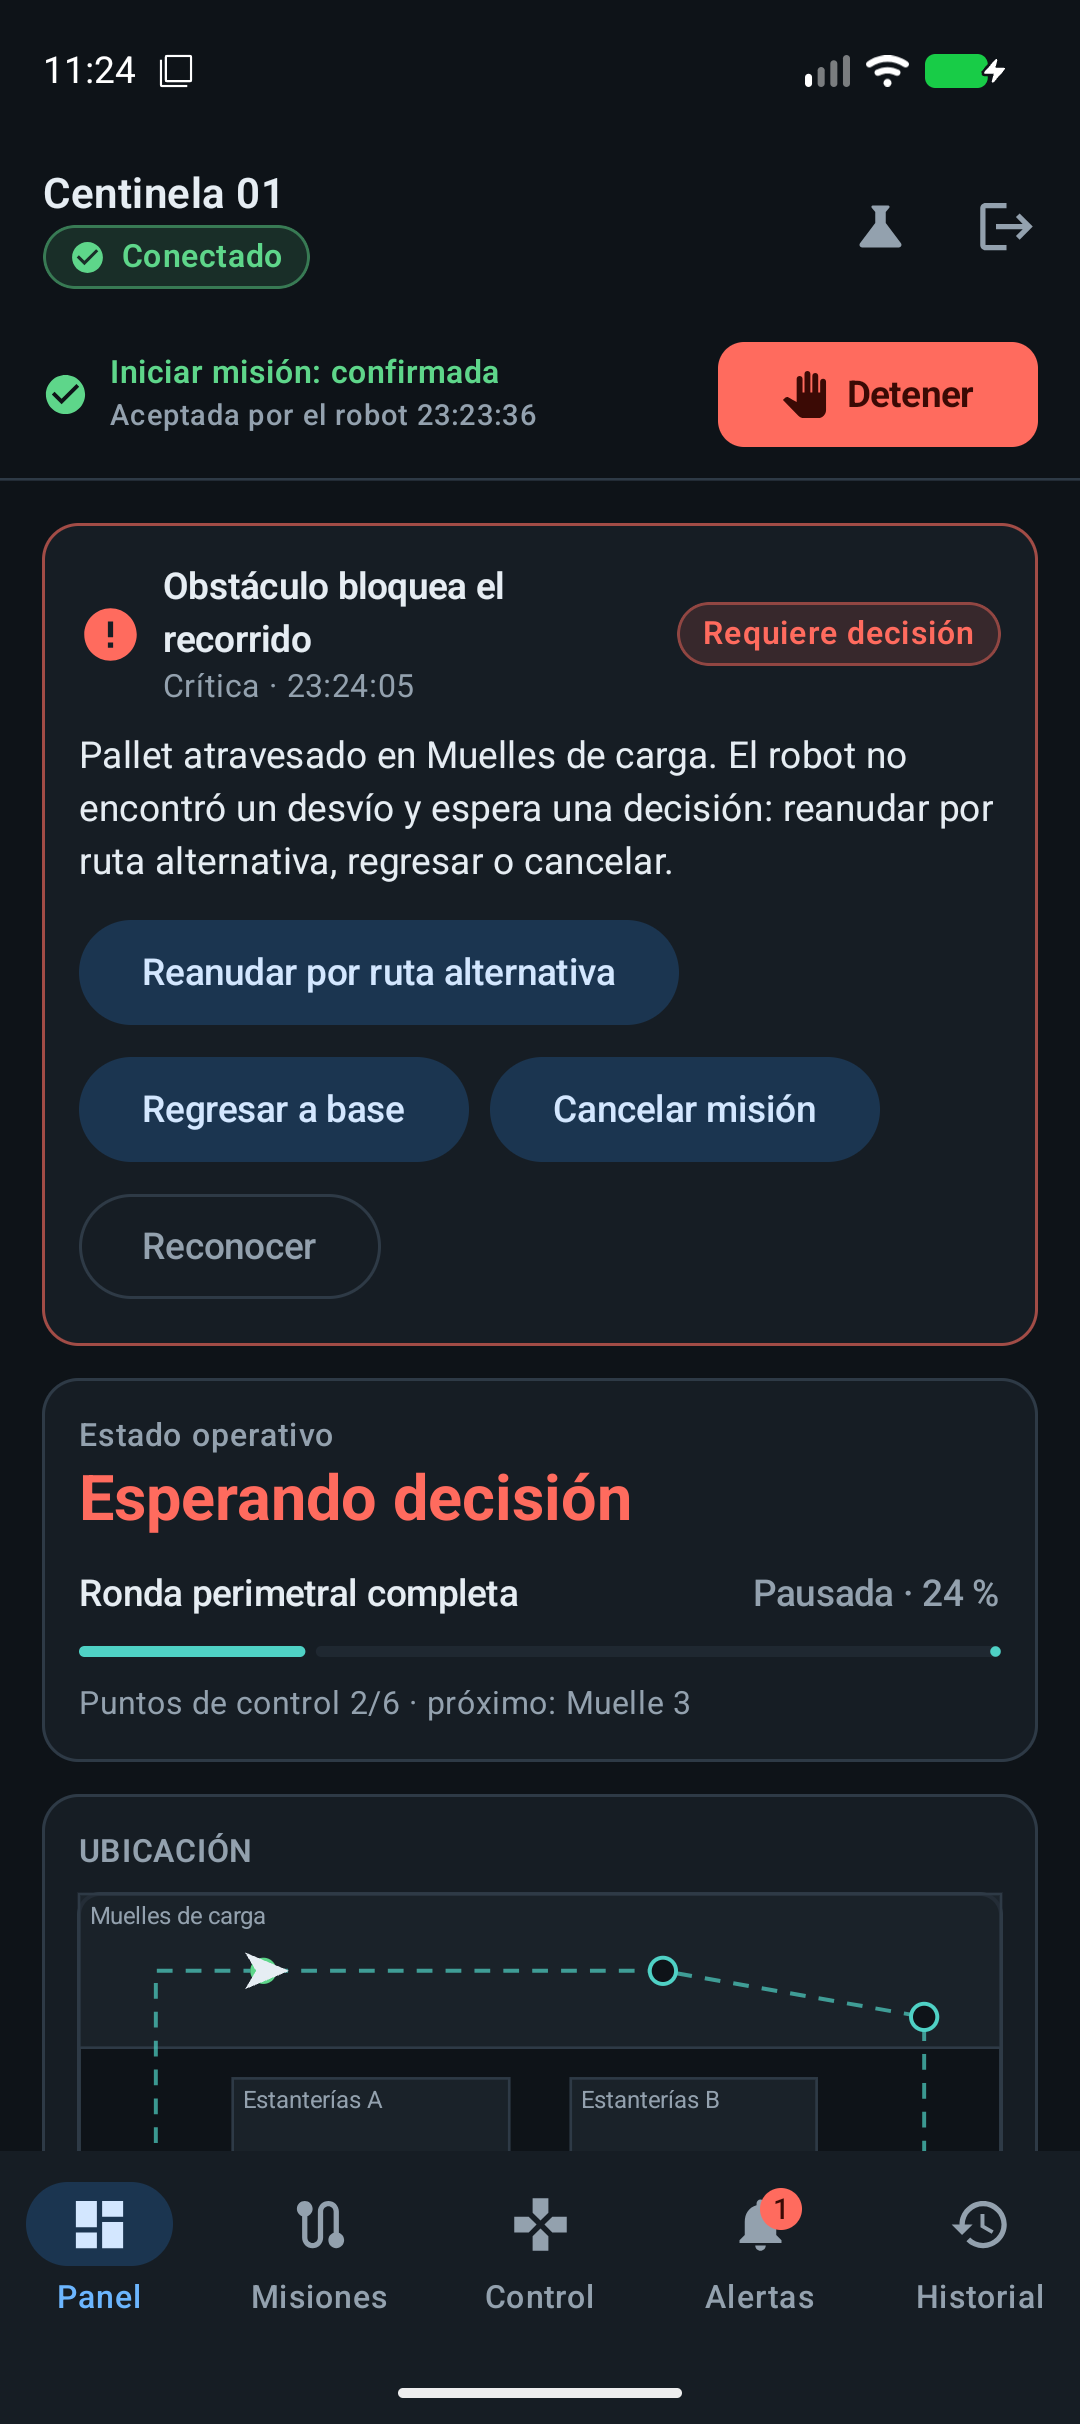 11:24
Centinela 01
Conectado
Iniciar misión: confirmada
Aceptada por el robot 23:23:36
Detener
Obstáculo bloquea el
recorrido
Crítica · 23:24:05
Requiere decisión
Pallet atravesado en Muelles de carga. El robot no
encontró un desvío y espera una decisión: reanudar por
ruta alternativa, regresar o cancelar.
Reanudar por ruta alternativa
Regresar a base
Cancelar misión
Reconocer
Estado operativo
Esperando decisión
Ronda perimetral completa
Pausada · 24 %
Puntos de control 2/6 · próximo: Muelle 3
UBICACIÓN
Muelles de carga
Estanterías A
Estanterías B
1
Panel
Misiones
Control
Alertas
Historial